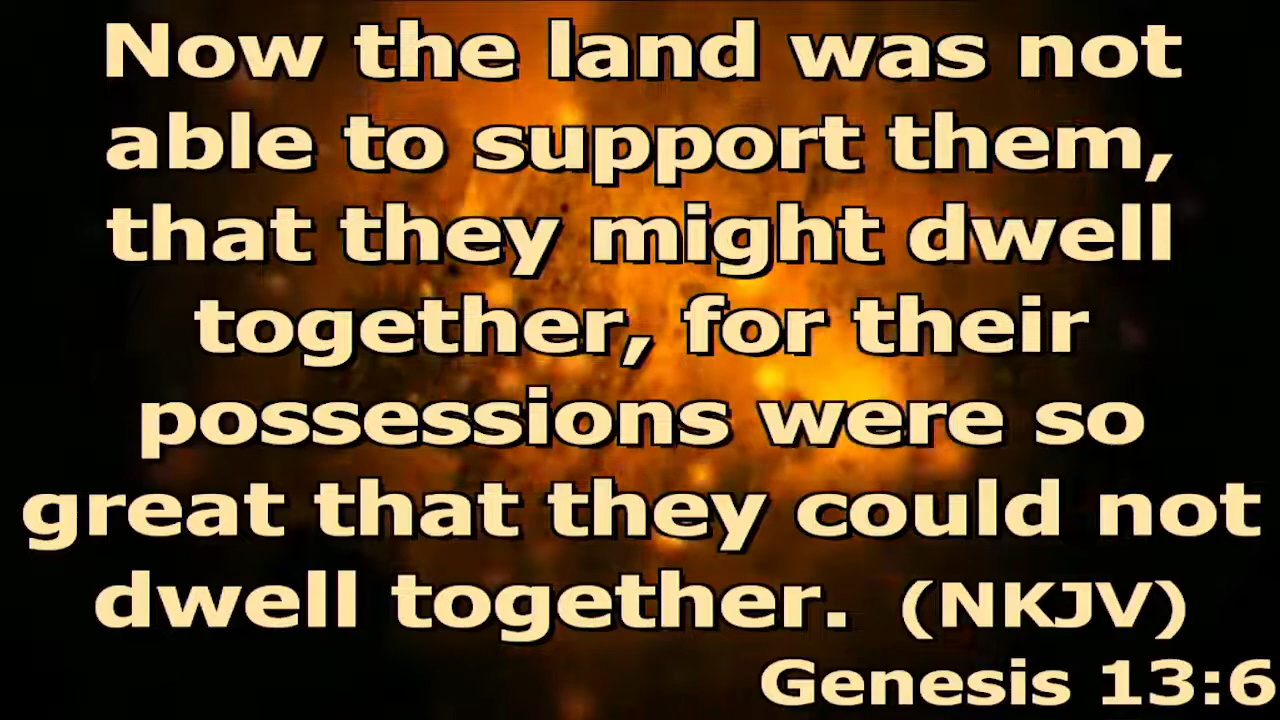 Now the land was not
able to support them,
that they might dwell
together, for their
possessions were so
great that they could not
dwell together. (NKJV)
Genesis 13:6